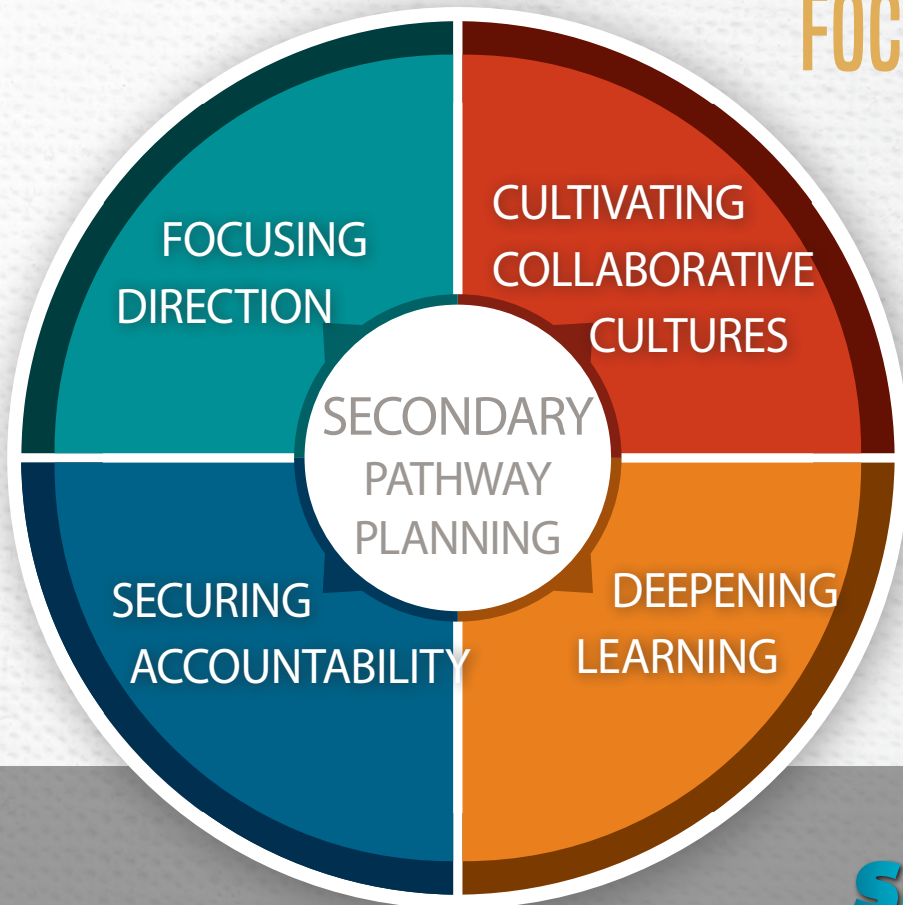 FOCUSING
DIRECTION
CULTIVATING
COLLABORATIVE
CULTURES
SECONDARY
PATHWAY
PLANNING
SECURING
ACCOUNTABILITY
DEEPENING
LEARNING